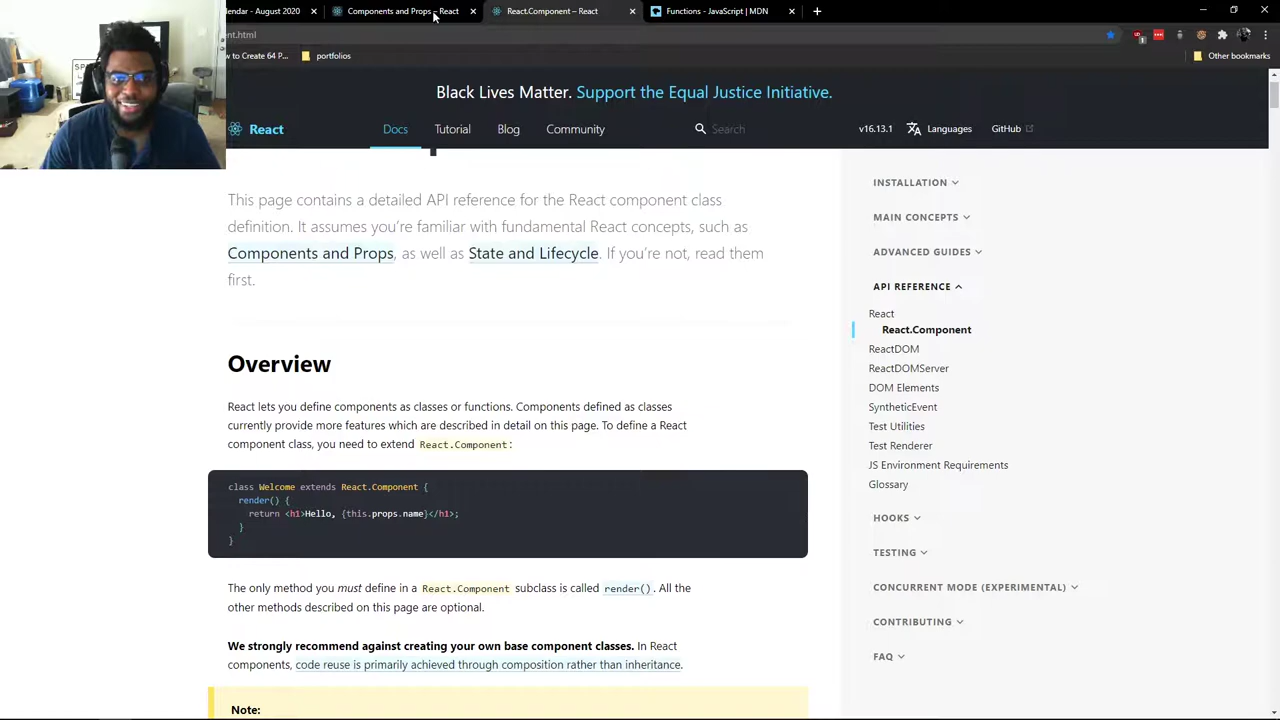 lendar - August 2020
Components and Props – React
React.Component – React
Functions - JavaScript | MDN
ent.html
w to Create 64 P...
portfolios
Other bookmarks
Black Lives Matter. Support the Equal Justice Initiative.
React
Docs
Tutorial
Blog
Community
Search
v16.13.1
Languages
GitHub
This page contains a detailed API reference for the React component class
definition. It assumes you're familiar with fundamental React concepts, such as
Components and Props, as well as State and Lifecycle. If you're not, read them
first.
Overview
React lets you define components as classes or functions. Components defined as classes
currently provide more features which are described in detail on this page. To define a React
component class, you need to extend React.Component:
class Welcome extends React.Component {
render() {
return <h1>Hello, {this.props.name}</h1>;
}
}
The only method you must define in a React.Component subclass is called render(). All the
other methods described on this page are optional.
We strongly recommend against creating your own base component classes. In React
components, code reuse is primarily achieved through composition rather than inheritance.
Note:
INSTALLATION
MAIN CONCEPTS
ADVANCED GUIDES
API REFERENCE
React
React.Component
ReactDOM
ReactDOMServer
DOM Elements
SyntheticEvent
Test Utilities
Test Renderer
JS Environment Requirements
Glossary
HOOKS
TESTING
CONCURRENT MODE (EXPERIMENTAL)
CONTRIBUTING
FAQ